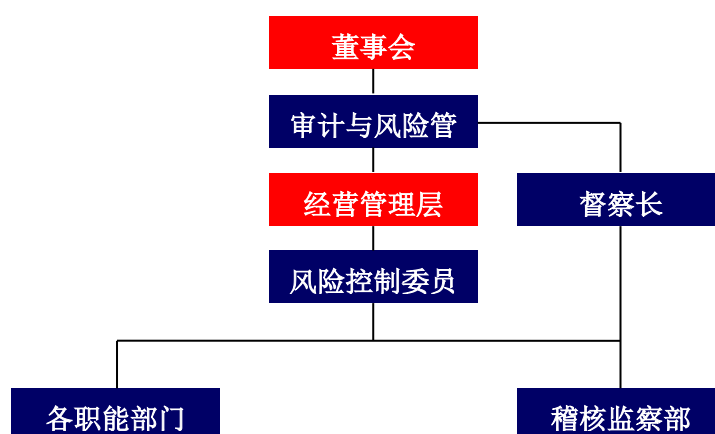 董事会
审计与风险管
经营管理层
督察长
风险控制委员
各职能部门
稽核监察部